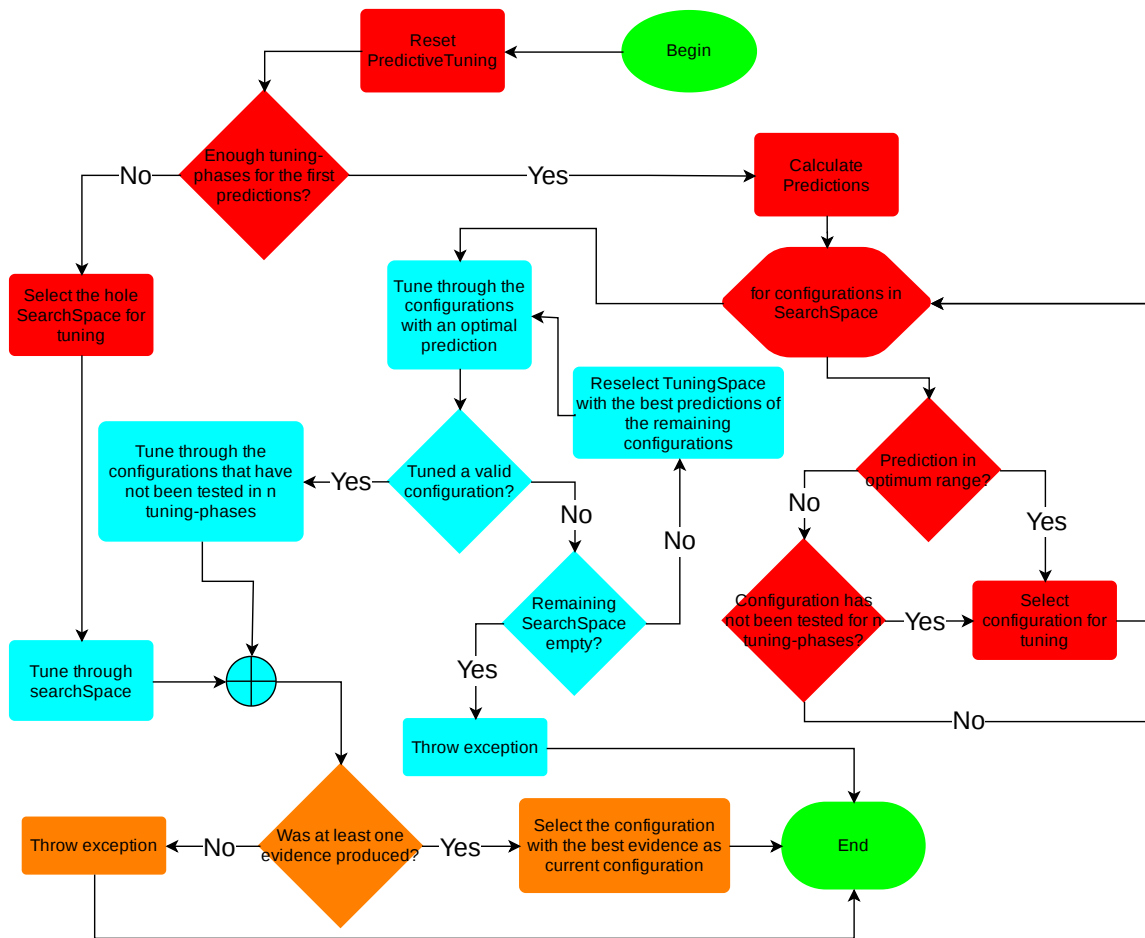 Reset
PredictiveTuning
Begin
Enough tuning-
phases for the first
predictions?
No
Yes
Calculate
Predictions
Select the hole
SearchSpace for
tuning
Tune through the
configurations
with an optimal
prediction
for configurations in
SearchSpace
Reselect TuningSpace
with the best predictions of
the remaining
configurations
Tune through the
configurations that have
not been tested in n
tuning-phases
Yes
Tuned a valid
configuration?
No
No
Prediction in
optimum range?
No
Yes
Remaining
SearchSpace
empty?
Yes
Configuration has
not been tested for n
tuning-phases?
Yes
Select
configuration for
tuning
No
Tune through
searchSpace
Throw exception
Throw exception
No
Was at least one
evidence produced?
Yes
Select the configuration
with the best evidence as
current configuration
End